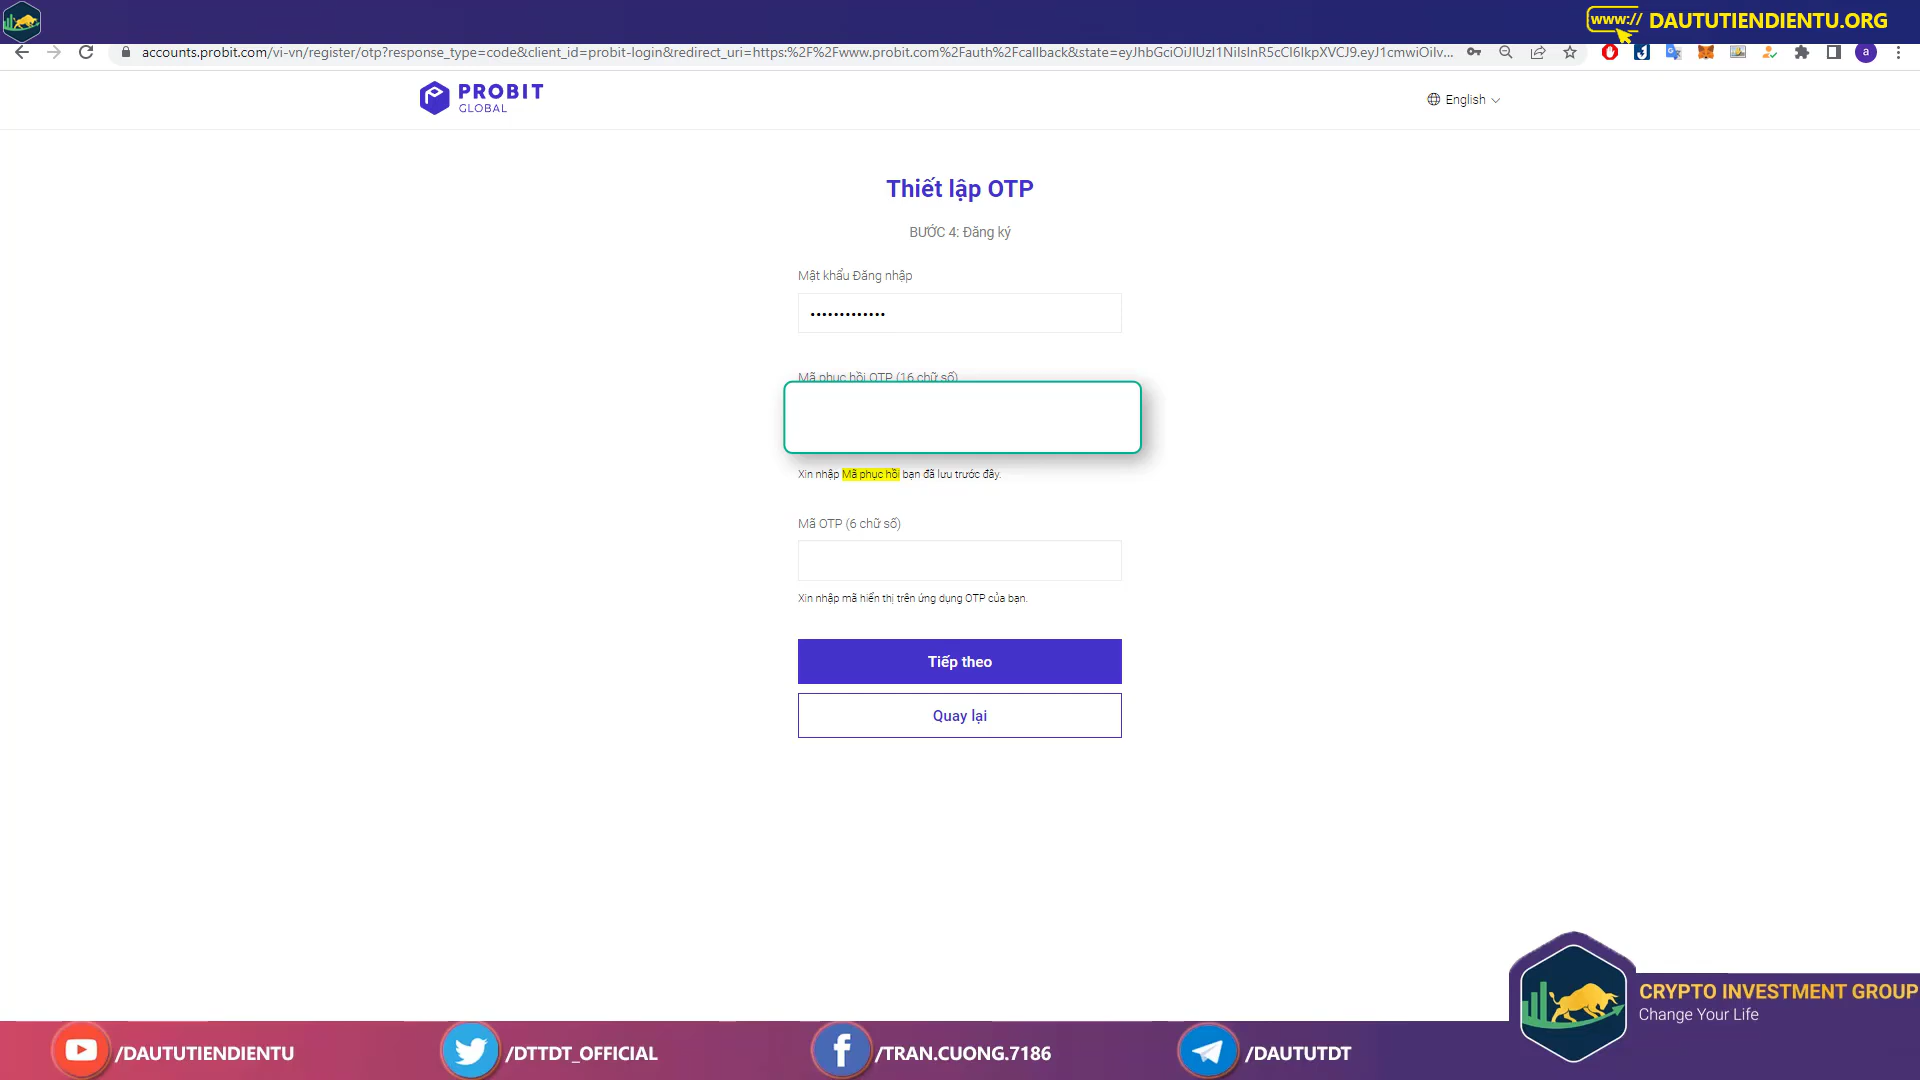 www:// DAUTUTIENDIENTU.ORG
accounts.probit.com/vi-vn/register/otp?response_type=code&client_id=probit-login&redirect_uri=https:%2F%2Fwww.probit.com%2Fauth%2Fcallback&state=eyJhbGciOiJIUzI1NiIsInR5cCI6IkpXVCJ9.eyJ1cmwiOiIv...
a
PROBIT
GLOBAL
English
Thiết lập OTP
BƯỚC 4: Đăng ký
Mật khẩu Đăng nhập
Mã phục hồi OTP (16 chữ số)
Xin nhập Mã phục hồi bạn đã lưu trước đây.
Mã OTP (6 chữ số)
Xin nhập mã hiển thị trên ứng dụng OTP của bạn.
Tiếp theo
Quay lại
CRYPTO INVESTMENT GROUP
Change Your Life
/DAUTUTIENDIENTU
/DTTDT_OFFICIAL
/TRAN.CUONG.7186
/DAUTUTDT